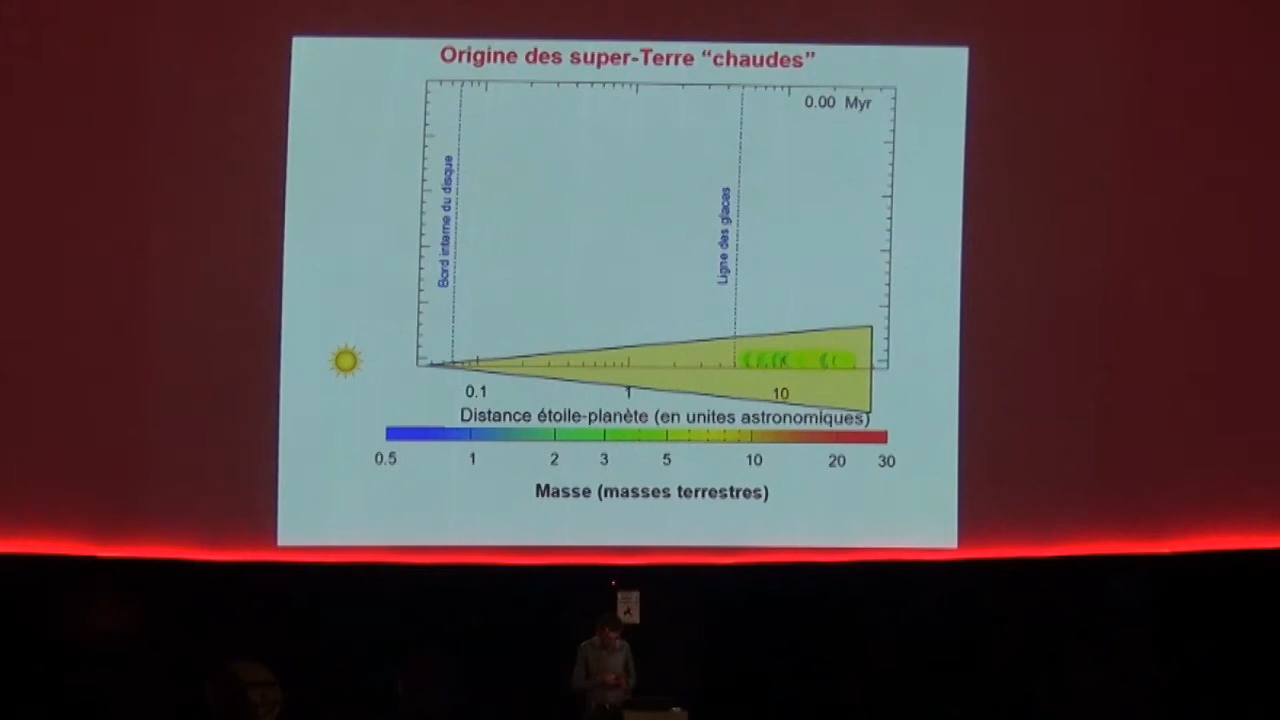 Origine des super-Terre “chaudes”
0.00 Myr
Bord interne du disque
Ligne des glaces
0.1 1 10
Distance étoile-planète (en unites astronomiques)
0.5 1 2 3 5 10 20 30
Masse (masses terrestres)